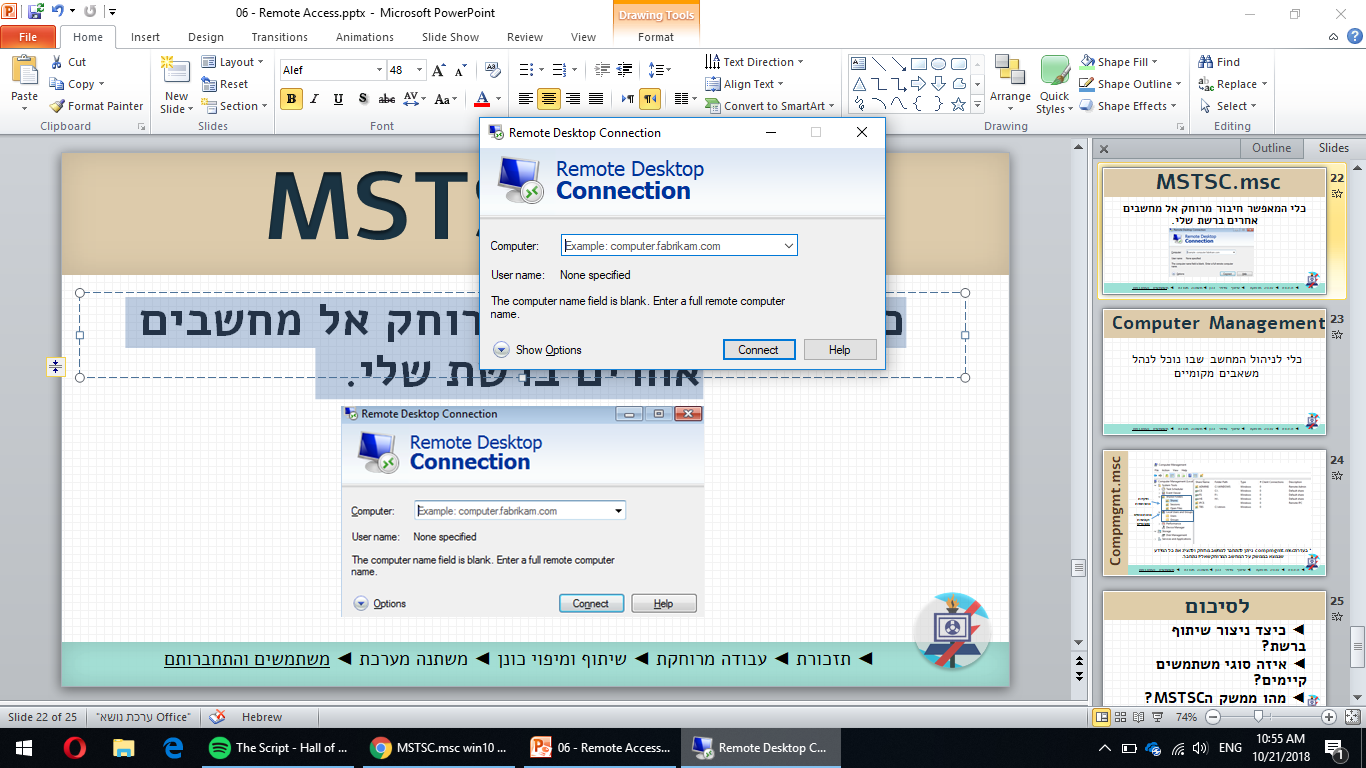 06 - Remote Access.pptx - Microsoft PowerPoint
Drawing Tools
File Home Insert Design Transitions Animations Slide Show Review View Format
Paste
Cut
Copy
Format Painter
Clipboard
New
Slide
Layout
Reset
Section
Slides
Alef 48
B I U S abc AV Aa A
Font
Text Direction
Align Text
Convert to SmartArt
Arrange
Quick
Styles
Shape Fill
Shape Outline
Shape Effects
Drawing
Find
Replace
Select
Editing
Remote Desktop Connection
Remote Desktop
Connection
Computer: Example: computer.fabrikam.com
User name: None specified
The computer name field is blank. Enter a full remote computer
name.
Show Options Connect Help
MSTS
מרוחק אל מחשבים
אחרים ברשת שלי.
Remote Desktop Connection
Remote Desktop
Connection
Computer: Example: computer.fabrikam.com
User name: None specified
The computer name field is blank. Enter a full remote computer
name.
Options Connect Help
◄ תזכורת ◄ עבודה מרוחקת ◄ שיתוף ומיפוי כונן ◄ משתנה מערכת ◄ משתמשים והתחברותם
Outline Slides
22
MSTSC.msc
כלי המאפשר חיבור מרוחק אל מחשבים
אחרים ברשת שלי.
Remote Desktop
Connection
23
Computer Management
כלי לניהול המחשב שבו נוכל לנהל
משאבים מקומיים
24
Compmgmt.msc
25
לסיכום
◄ כיצד ניצור שיתוף
ברשת?
◄ איזה סוגי משתמשים
קיימים?
◄ מהו ממשק הMSTSC?
Slide 22 of 25 "ערכת נושא Office" Hebrew 74%
The Script - Hall of ... MSTSC.msc win10 ... 06 - Remote Access... Remote Desktop C...
ENG
10:55 AM
10/21/2018
1